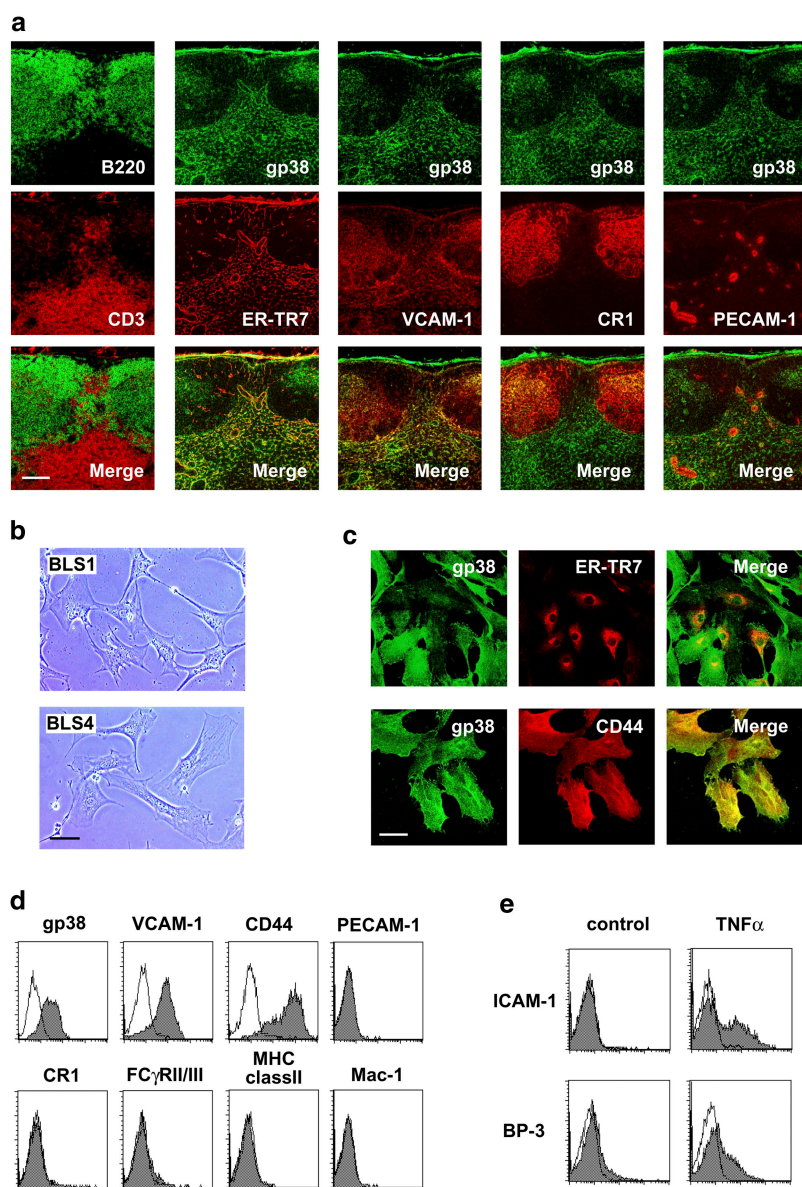 a
B220
gp38
gp38
gp38
gp38
CD3
ER-TR7
VCAM-1
CR1
PECAM-1
Merge
Merge
Merge
Merge
Merge
b
BLS1
BLS4
c
gp38
ER-TR7
Merge
gp38
CD44
Merge
d
gp38
VCAM-1
CD44
PECAM-1
CR1
FCγRII/III
MHC
classII
Mac-1
e
control
TNFα
ICAM-1
BP-3